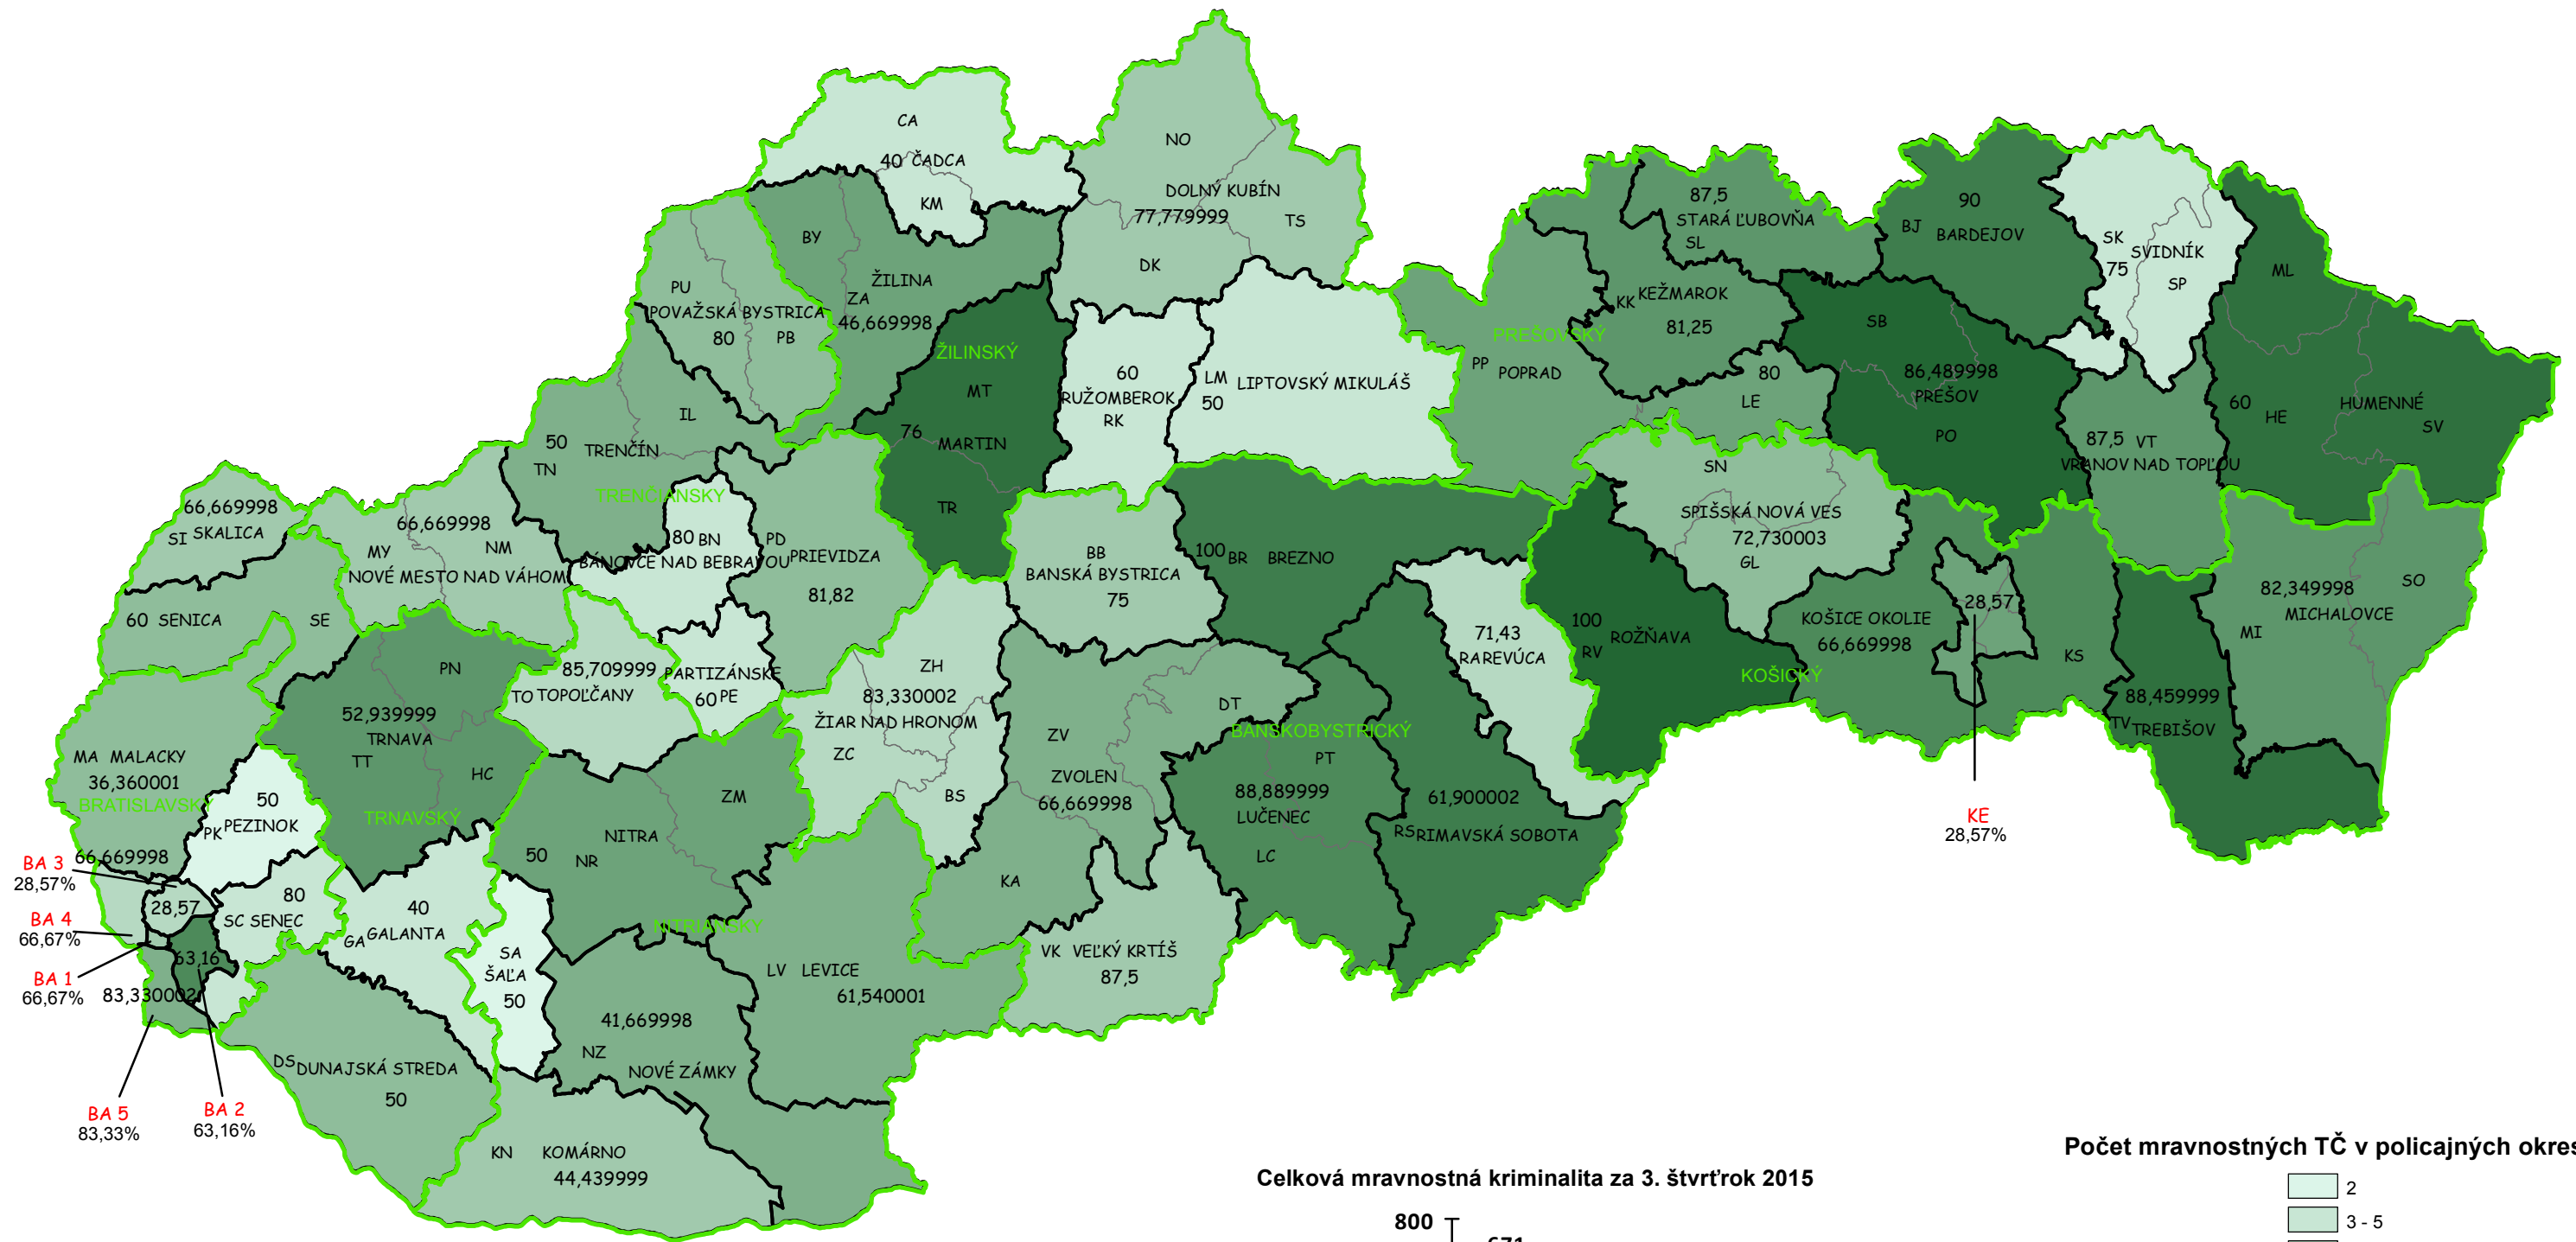 CA
40 ČADCA
KM
NO
DOLNÝ KUBÍN
77,779999
TS
DK
BY
ŽILINA
ZA
46,669998
PU
POVAŽSKÁ BYSTRICA
80
PB
ŽILINSKÝ
MT
76
MARTIN
TR
60
RUŽOMBEROK
RK
LM
LIPTOVSKÝ MIKULÁŠ
50
87,5
STARÁ ĽUBOVŇA
SL
KK KEŽMAROK
81,25
PREŠOVSKÝ
PP
POPRAD
80
LE
90
BJ
BARDEJOV
SK
SVIDNÍK
75
SP
ML
SB
86,489998
PREŠOV
PO
60
HE
HUMENNÉ
SV
87,5 VT
VRANOV NAD TOPĽOU
IL
50
TRENČÍN
TN
TRENČIANSKY
66,669998
SI SKALICA
66,669998
MY
NM
NOVÉ MESTO NAD VÁHOM
80 BN
BÁNOVCE NAD BEBRAVOU
PD
PRIEVIDZA
81,82
60 SENICA
SE
BB
BANSKÁ BYSTRICA
75
100 BR BREZNO
SN
SPIŠSKÁ NOVÁ VES
72,730003
GL
100
ROŽŇAVA
RV
71,43
RAREVÚCA
KOŠICE OKOLIE
66,669998
28,57
KS
KOŠICKÝ
82,349998
SO
MICHALOVCE
MI
88,459999
TV TREBIŠOV
KE
28,57%
PN
52,939999
TRNAVA
TT
HC
TRNAVSKÝ
85,709999
TO TOPOĽČANY
PARTIZÁNSKE
60 PE
ZH
83,330002
ŽIAR NAD HRONOM
ZC
BS
DT
ZV
ZVOLEN
66,669998
KA
BANSKOBYSTRICKÝ
PT
88,889999
LUČENEC
LC
61,900002
RS RIMAVSKÁ SOBOTA
MA MALACKY
36,360001
BRATISLAVSKÝ
50
PK PEZINOK
66,669998
BA 3
28,57%
28,57
80
SC SENEC
BA 4
66,67%
63,16
BA 1
66,67%
83,330002
BA 5
83,33%
BA 2
63,16%
40
GA GALANTA
SA
ŠAĽA
50
ZM
NITRA
50
NR
NITRIANSKY
LV LEVICE
61,540001
VK VEĽKÝ KRTÍŠ
87,5
41,669998
NZ
NOVÉ ZÁMKY
DS DUNAJSKÁ STREDA
50
KN KOMÁRNO
44,439999
Celková mravnostná kriminalita za 3. štvrťrok 2015
800
Počet mravnostných TČ v policajných okres
2
3 - 5